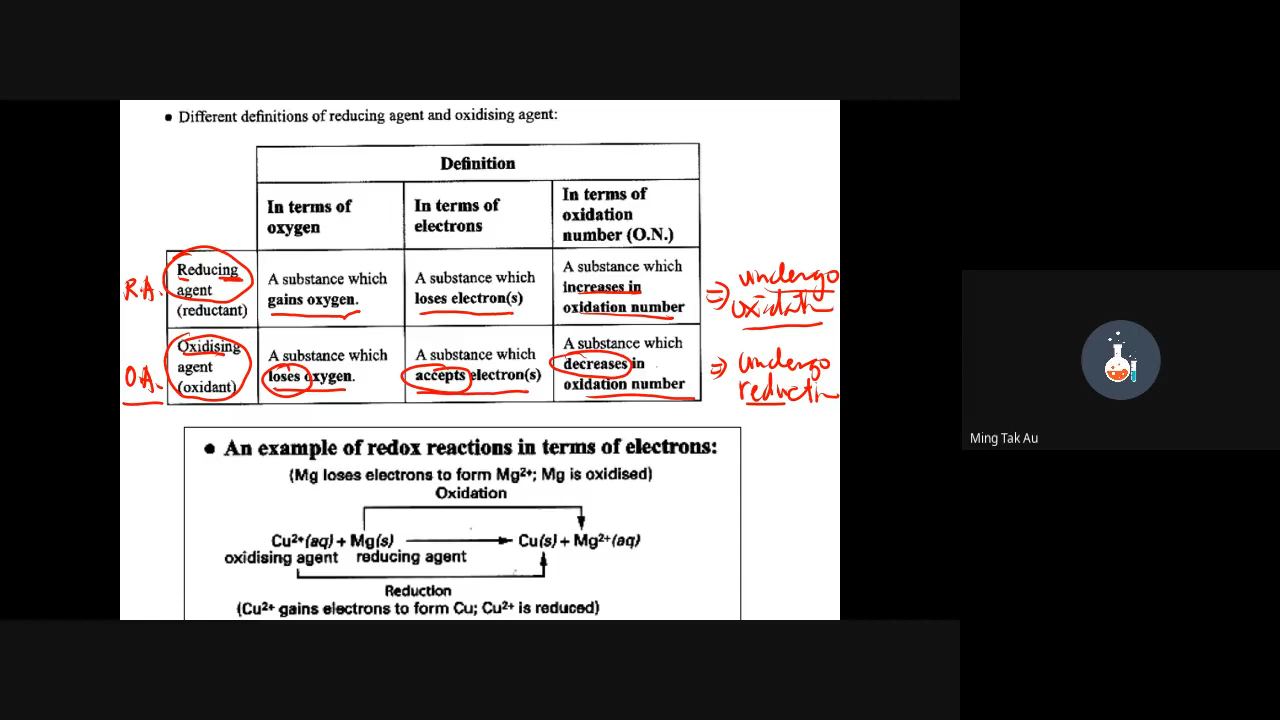 • Different definitions of reducing agent and oxidising agent:
Definition
In terms of
oxygen
In terms of
electrons
In terms of
oxidation
number (O.N.)
R.A.
Reducing
agent
(reductant)
A substance which
gains oxygen.
A substance which
loses electron(s)
A substance which
increases in
oxidation number
⇒ undergo
oxidatn
O.A.
Oxidising
agent
(oxidant)
A substance which
loses oxygen.
A substance which
accepts electron(s)
A substance which
decreases in
oxidation number
⇒ undergo
reductn
• An example of redox reactions in terms of electrons:
(Mg loses electrons to form Mg²⁺; Mg is oxidised)
Oxidation
Cu²⁺(aq) + Mg(s) → Cu(s) + Mg²⁺(aq)
oxidising agent reducing agent
Reduction
(Cu²⁺ gains electrons to form Cu; Cu²⁺ is reduced)
Ming Tak Au